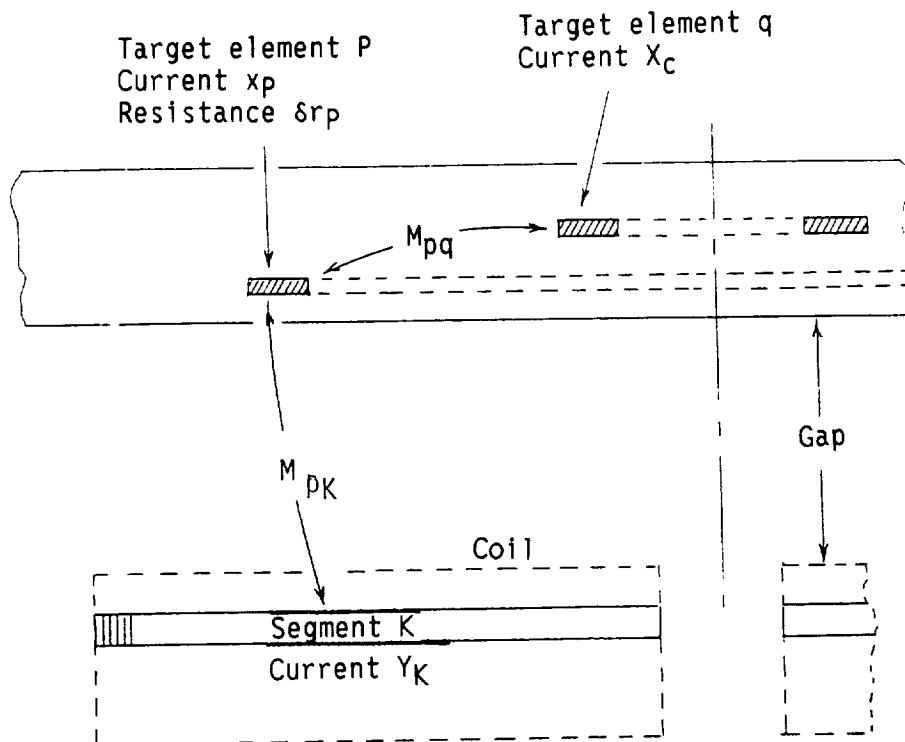 Target element P
Current xp
Resistance δrp
Target element q
Current Xc
Mpq
MpK
Gap
Coil
Segment K
Current YK